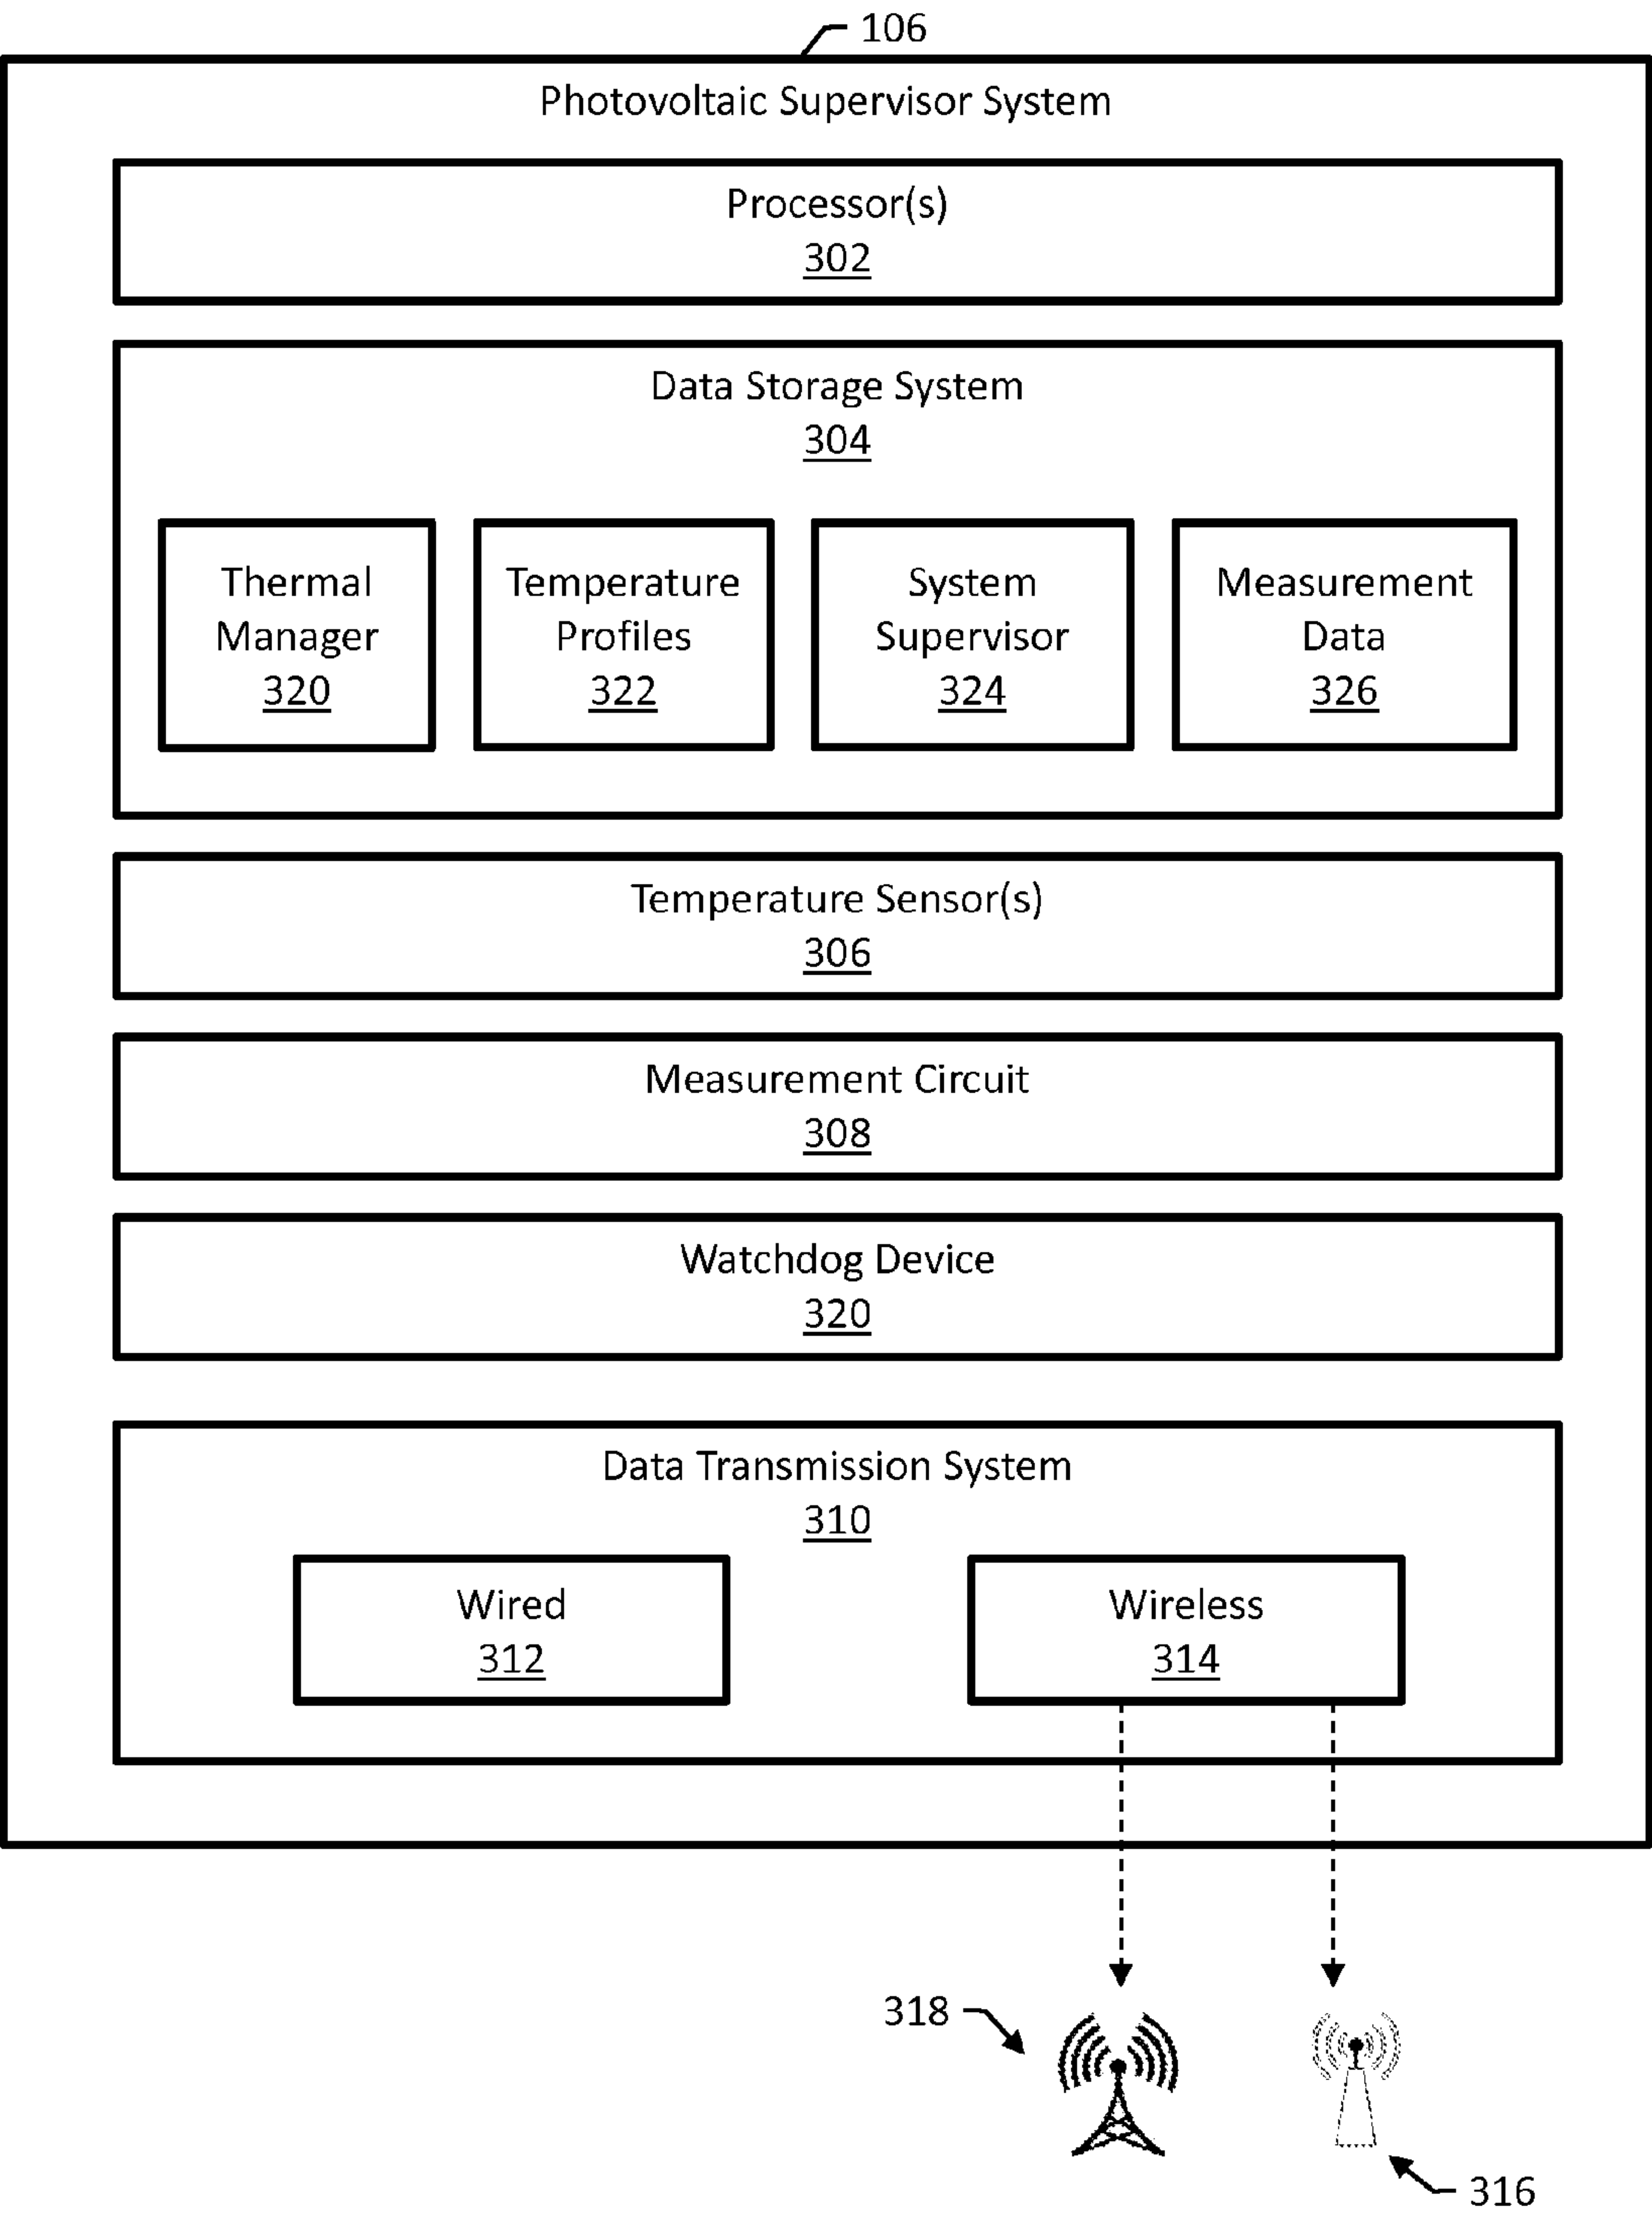 106
Photovoltaic Supervisor System
Processor(s)
302
Data Storage System
304
Thermal
Manager
320
Temperature
Profiles
322
System
Supervisor
324
Measurement
Data
326
Temperature Sensor(s)
306
Measurement Circuit
308
Watchdog Device
320
Data Transmission System
310
Wired
312
Wireless
314
318
316